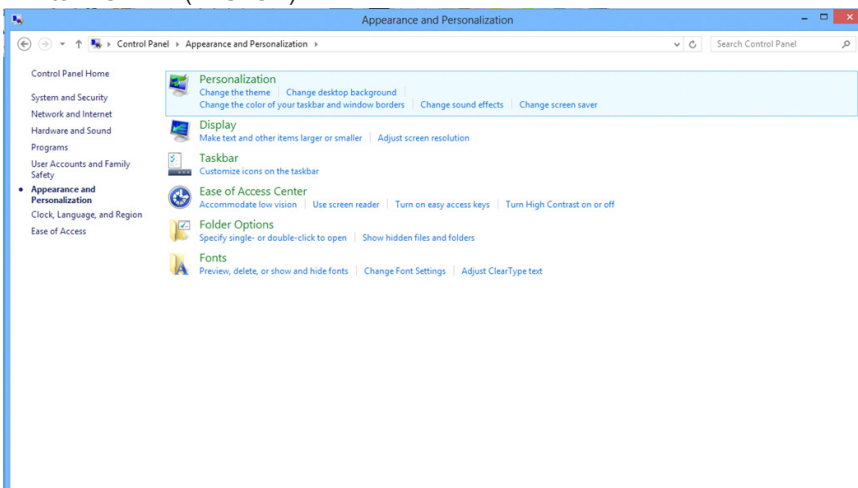 Appearance and Personalization
Control Panel Appearance and Personalization
Search Control Panel
Control Panel Home
System and Security
Network and Internet
Hardware and Sound
Programs
User Accounts and Family
Safety
Appearance and
Personalization
Clock, Language, and Region
Ease of Access
Personalization
Change the theme Change desktop background
Change the color of your taskbar and window borders Change sound effects Change screen saver
Display
Make text and other items larger or smaller Adjust screen resolution
Taskbar
Customize icons on the taskbar
Ease of Access Center
Accommodate low vision Use screen reader Turn on easy access keys Turn High Contrast on or off
Folder Options
Specify single- or double-click to open Show hidden files and folders
Fonts
Preview, delete, or show and hide fonts Change Font Settings Adjust ClearType text